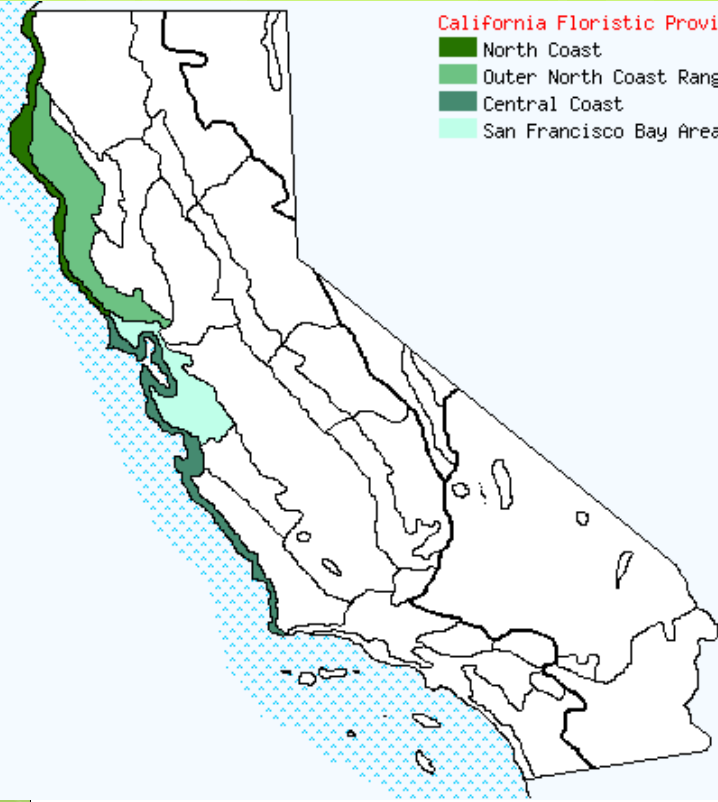 California Floristic Provi
North Coast
Outer North Coast Rang
Central Coast
San Francisco Bay Area